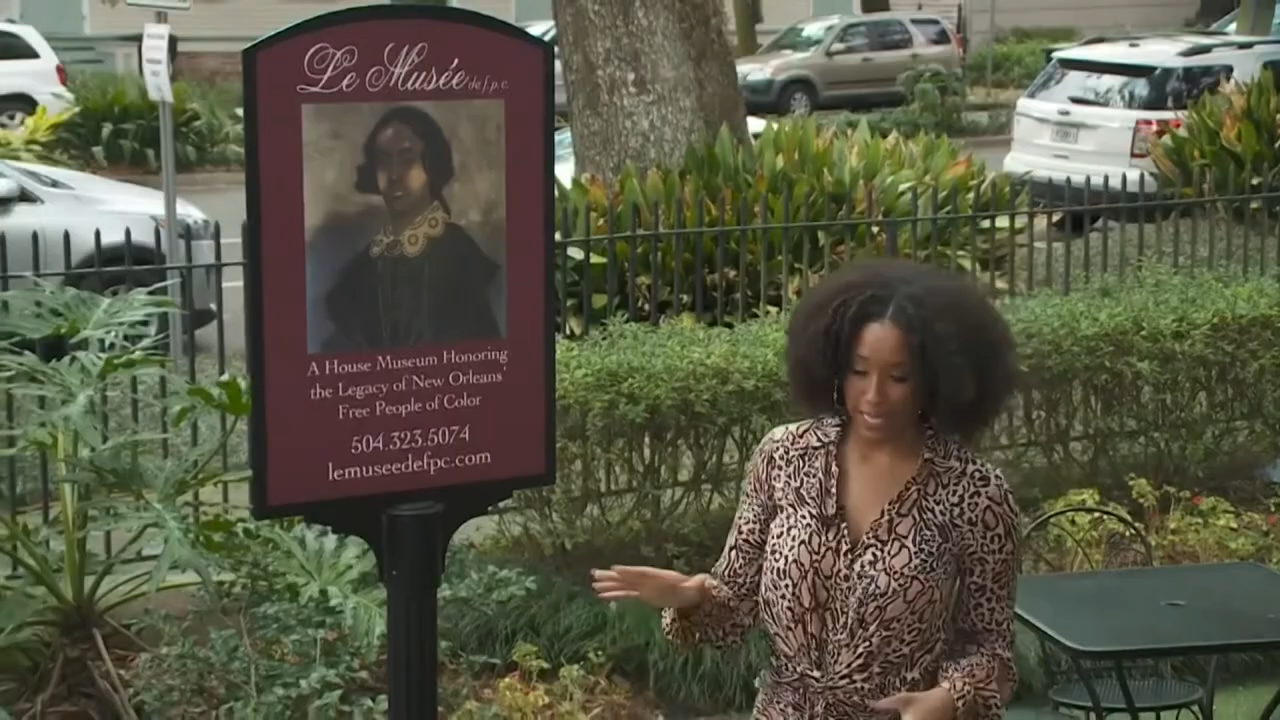 Le Musée de f.p.c.
A House Museum Honoring
the Legacy of New Orleans'
Free People of Color
504.323.5074
lemuseedefpc.com